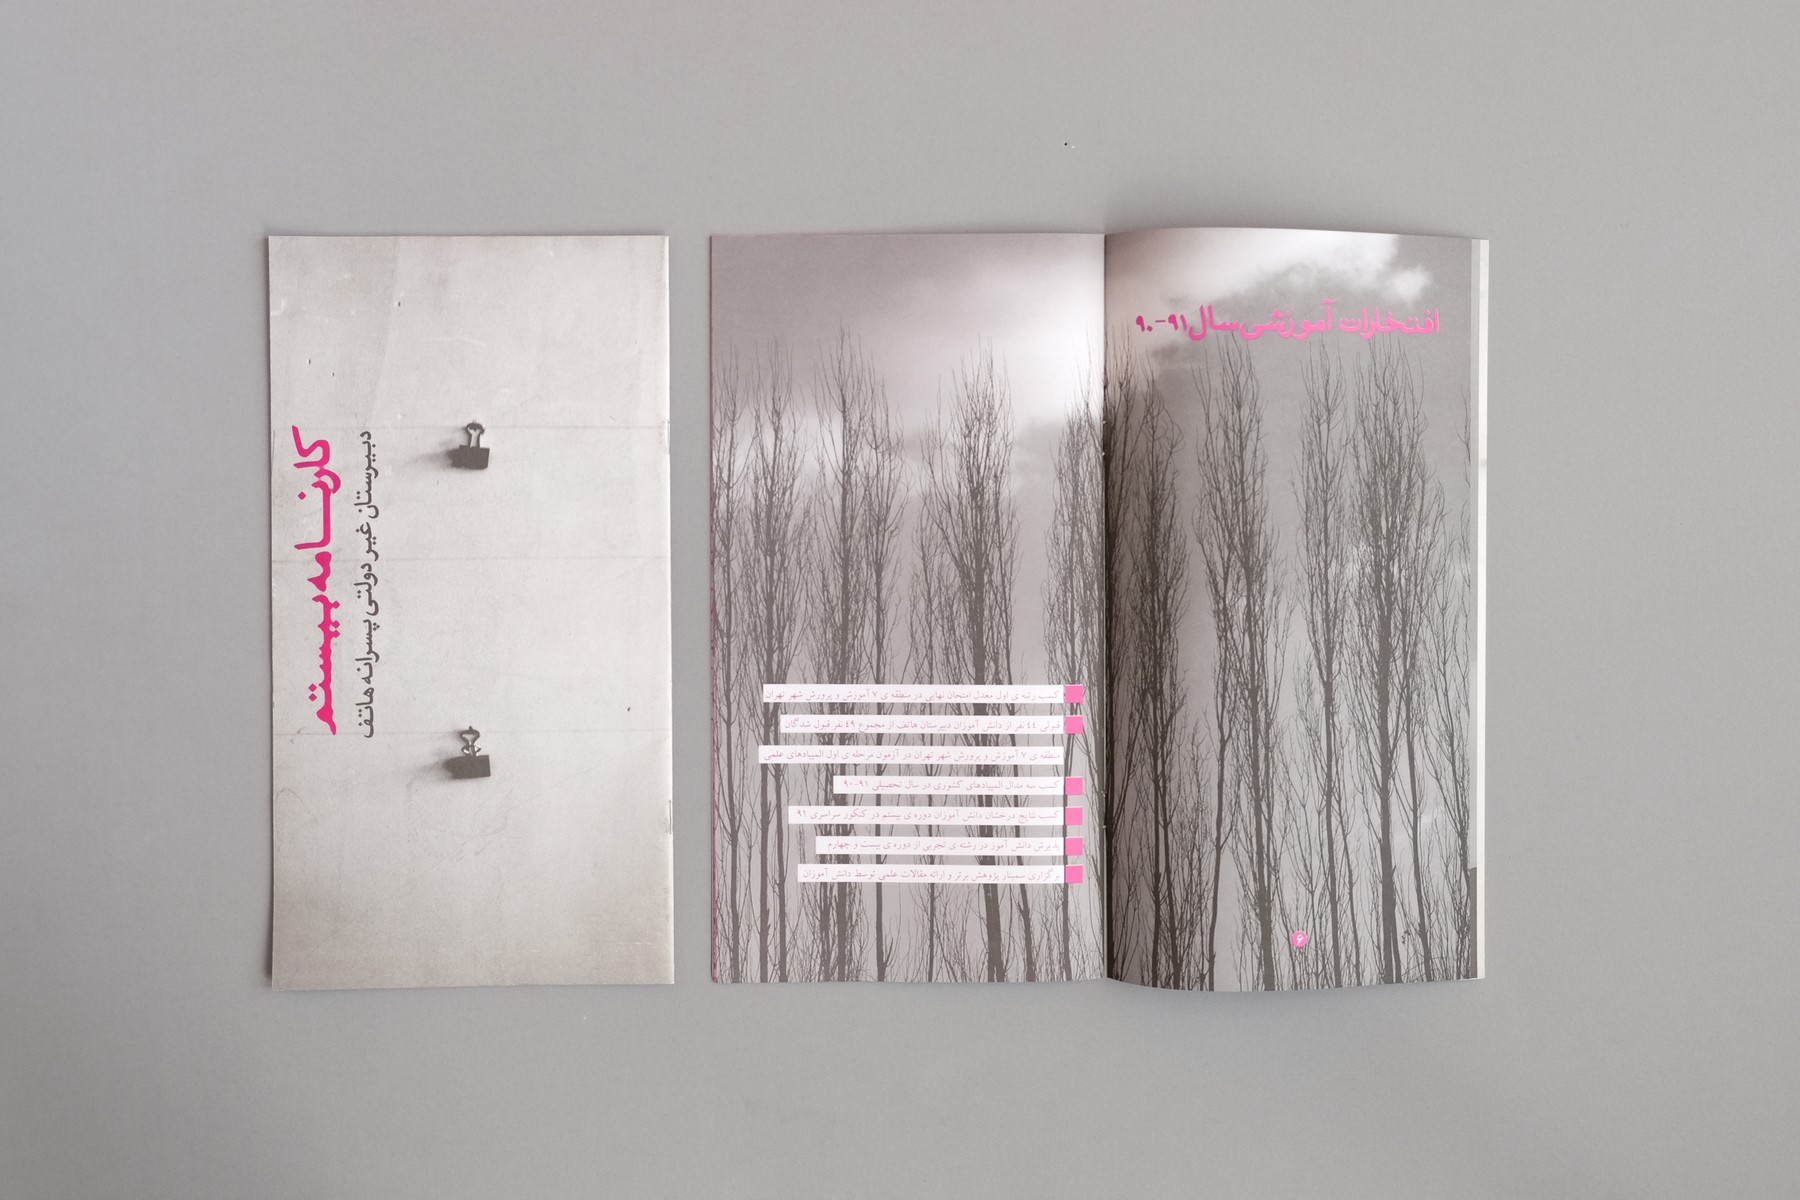 کارنامه بیستم
دبیرستان غیر دولتی پسرانه هاتف
افتخارات آموزشی سال ۹۱-۹۰
کسب رتبه ی اول معدل امتحان نهایی در منطقه ی ۷ آموزش و پرورش شهر تهران
قبولی ٤٤ نفر از دانش آموزان دبیرستان هاتف از مجموع ٤۹ نفر قبول شدگان
منطقه ی ۷ آموزش و پرورش شهر تهران در آزمون مرحله ی اول المپیادهای علمی
کسب سه مدال المپیادهای کشوری در سال تحصیلی ۹۱-۹۰
کسب نتایج درخشان دانش آموزان دوره ی بیستم در کنکور سراسری ۹۱
پذیرش دانش آموز در رشته ی تجربی از دوره ی بیست و چهارم
برگزاری سمینار پژوهش برتر و ارائه مقالات علمی توسط دانش آموزان
۶